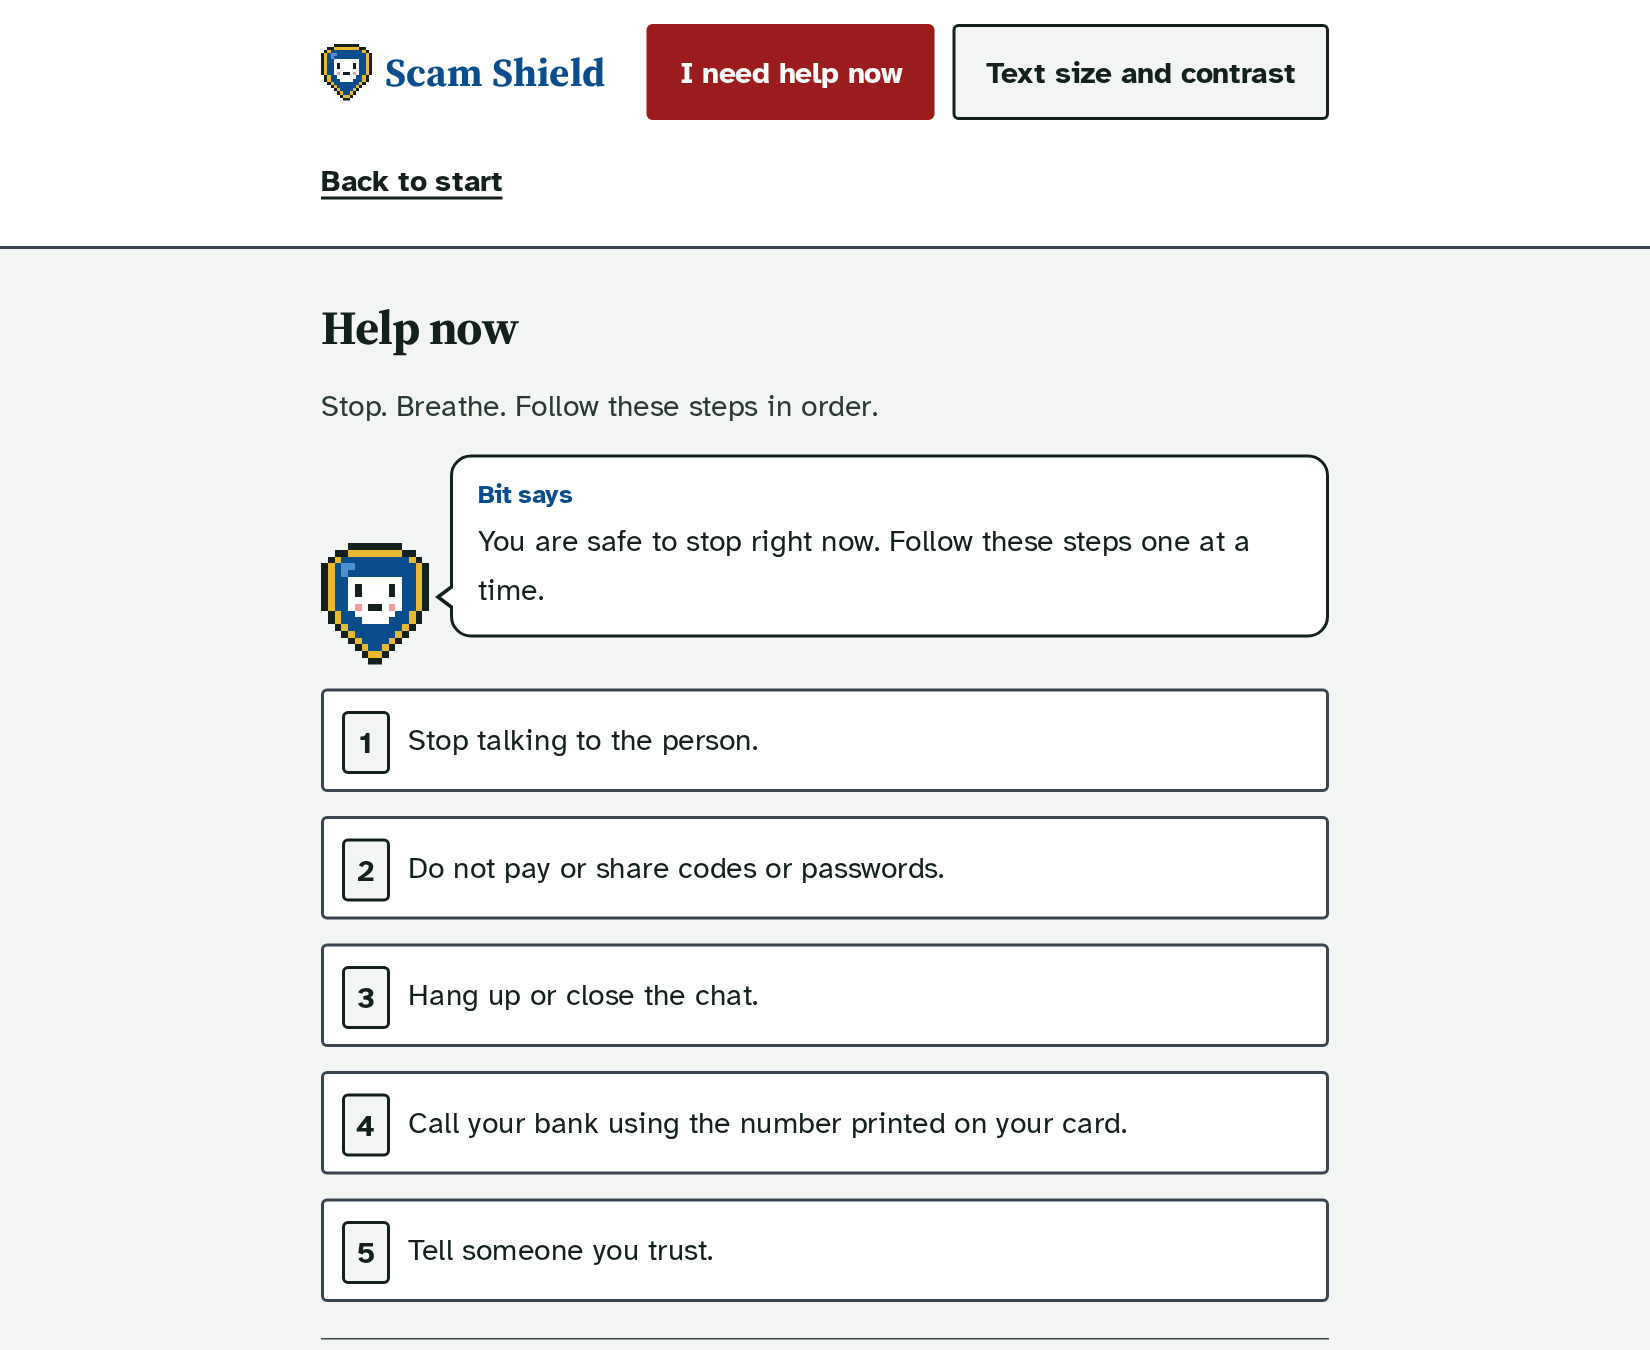 Scam Shield
I need help now
Text size and contrast
Back to start
Help now
Stop. Breathe. Follow these steps in order.
Bit says
You are safe to stop right now. Follow these steps one at a
time.
1 Stop talking to the person.
2 Do not pay or share codes or passwords.
3 Hang up or close the chat.
4 Call your bank using the number printed on your card.
5 Tell someone you trust.